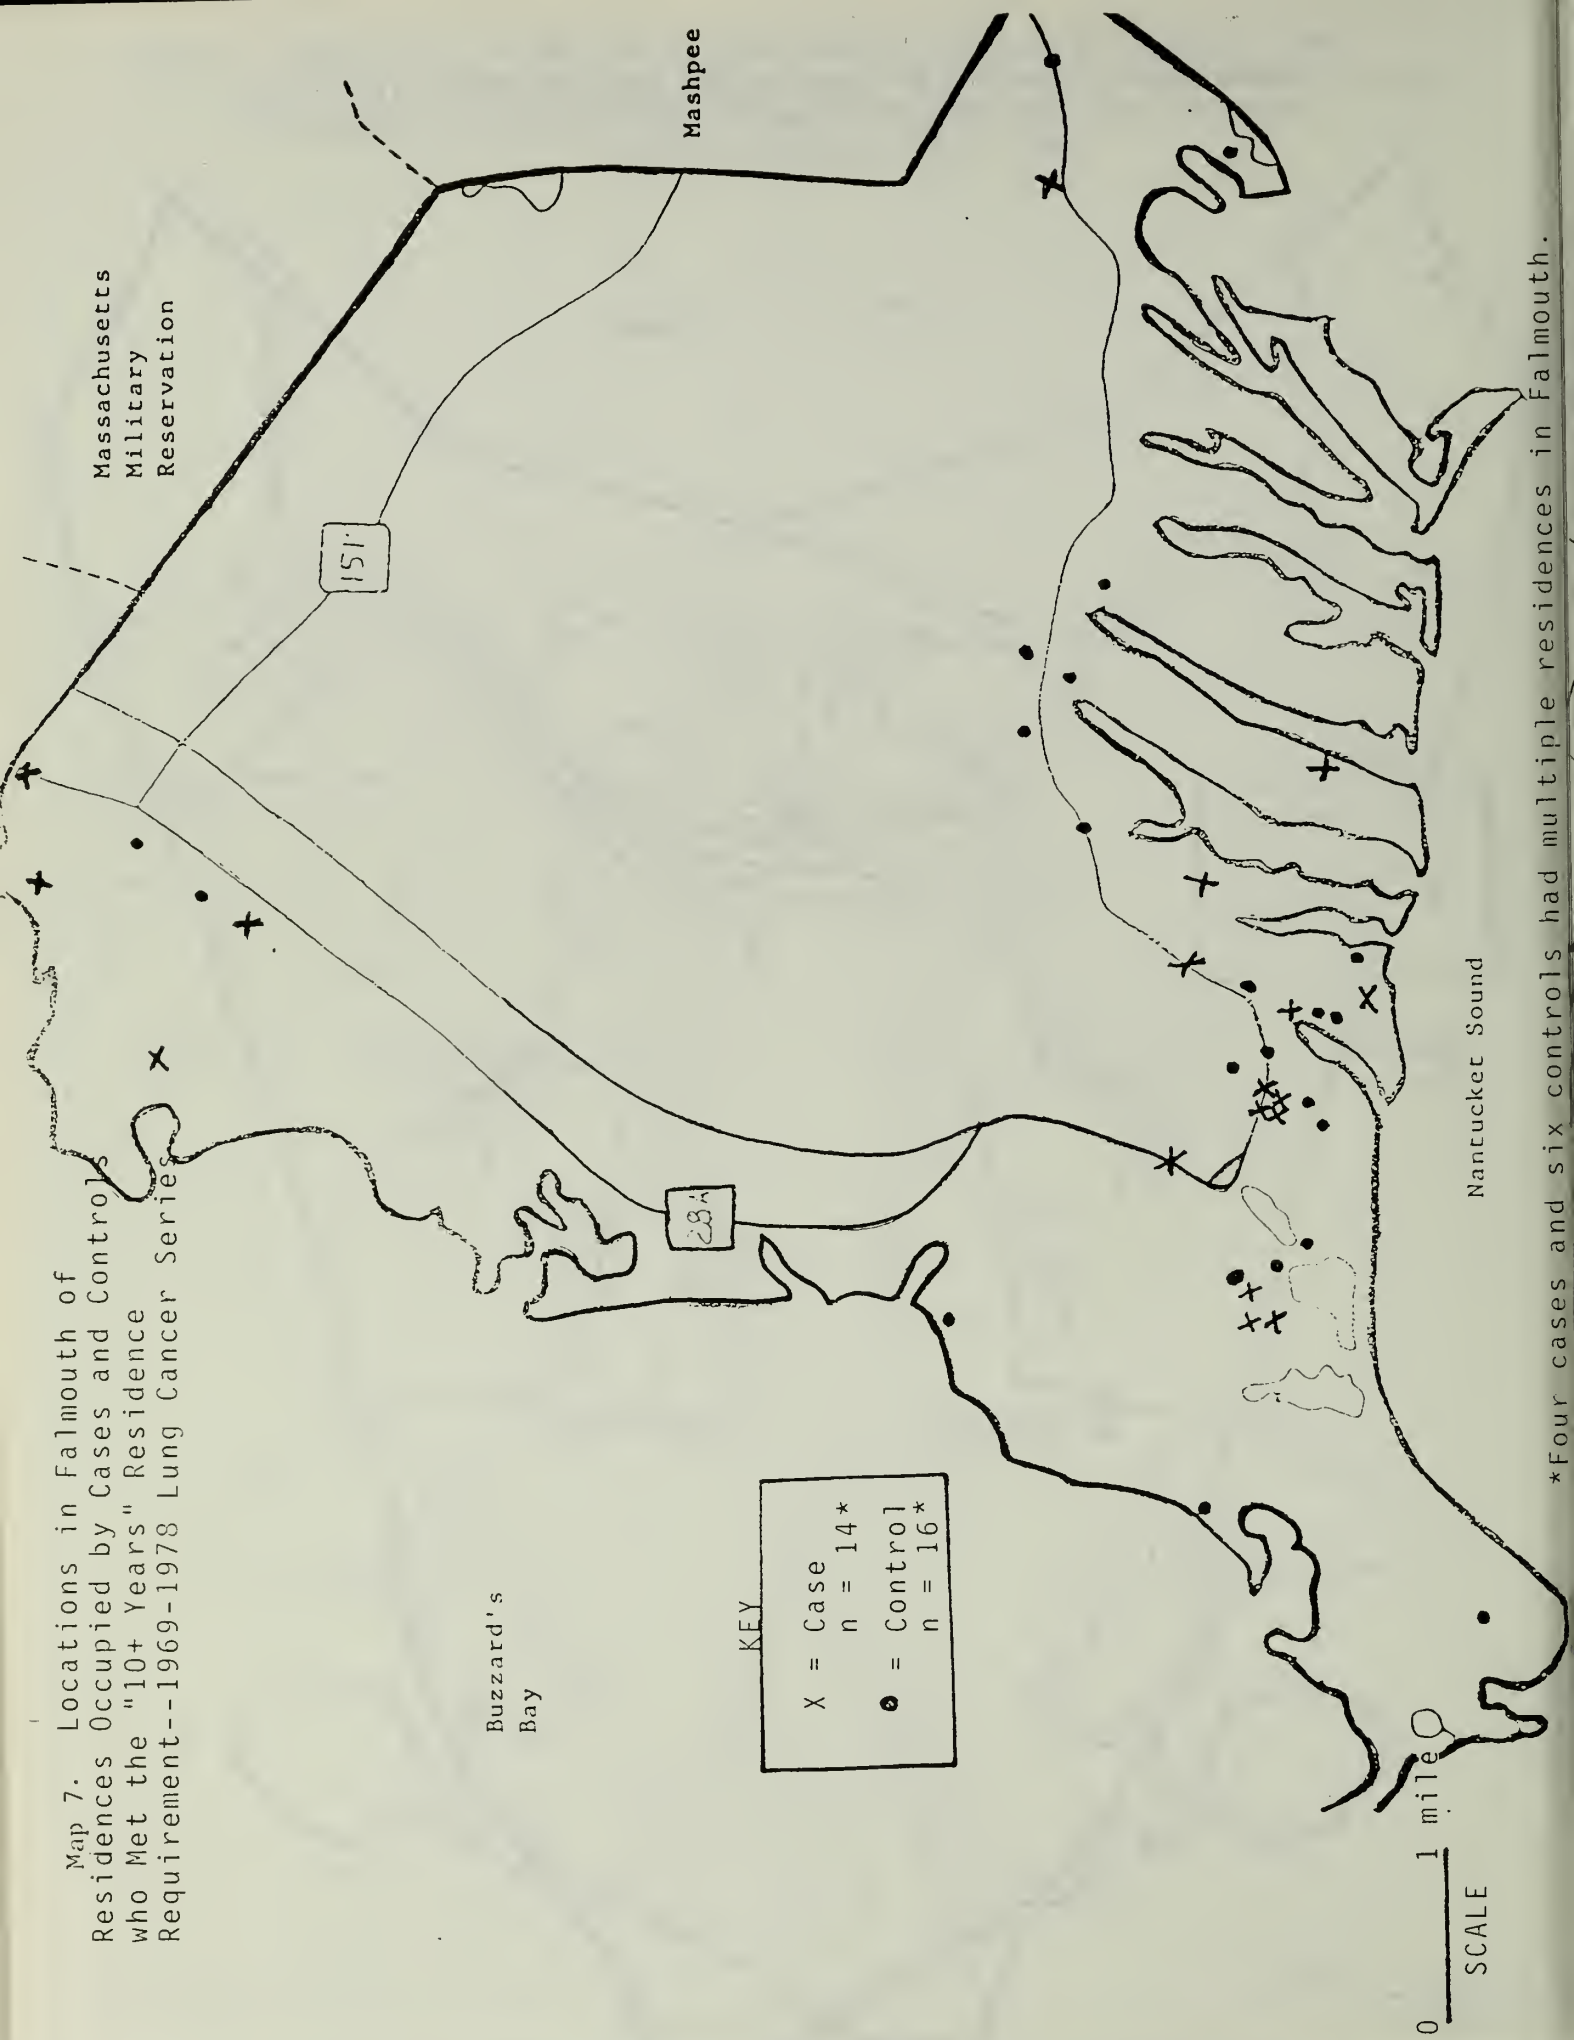 Map 7. Locations in Falmouth of
Residences Occupied by Cases and Controls
who Met the "10+ Years" Residence
Requirement--1969-1978 Lung Cancer Series
Massachusetts
Military
Reservation
Mashpee
151
28A
Buzzard's
Bay
KEY
X = Case
n = 14*
● = Control
n = 16*
Nantucket Sound
0 1 mile
SCALE
*Four cases and six controls had multiple residences in Falmouth.